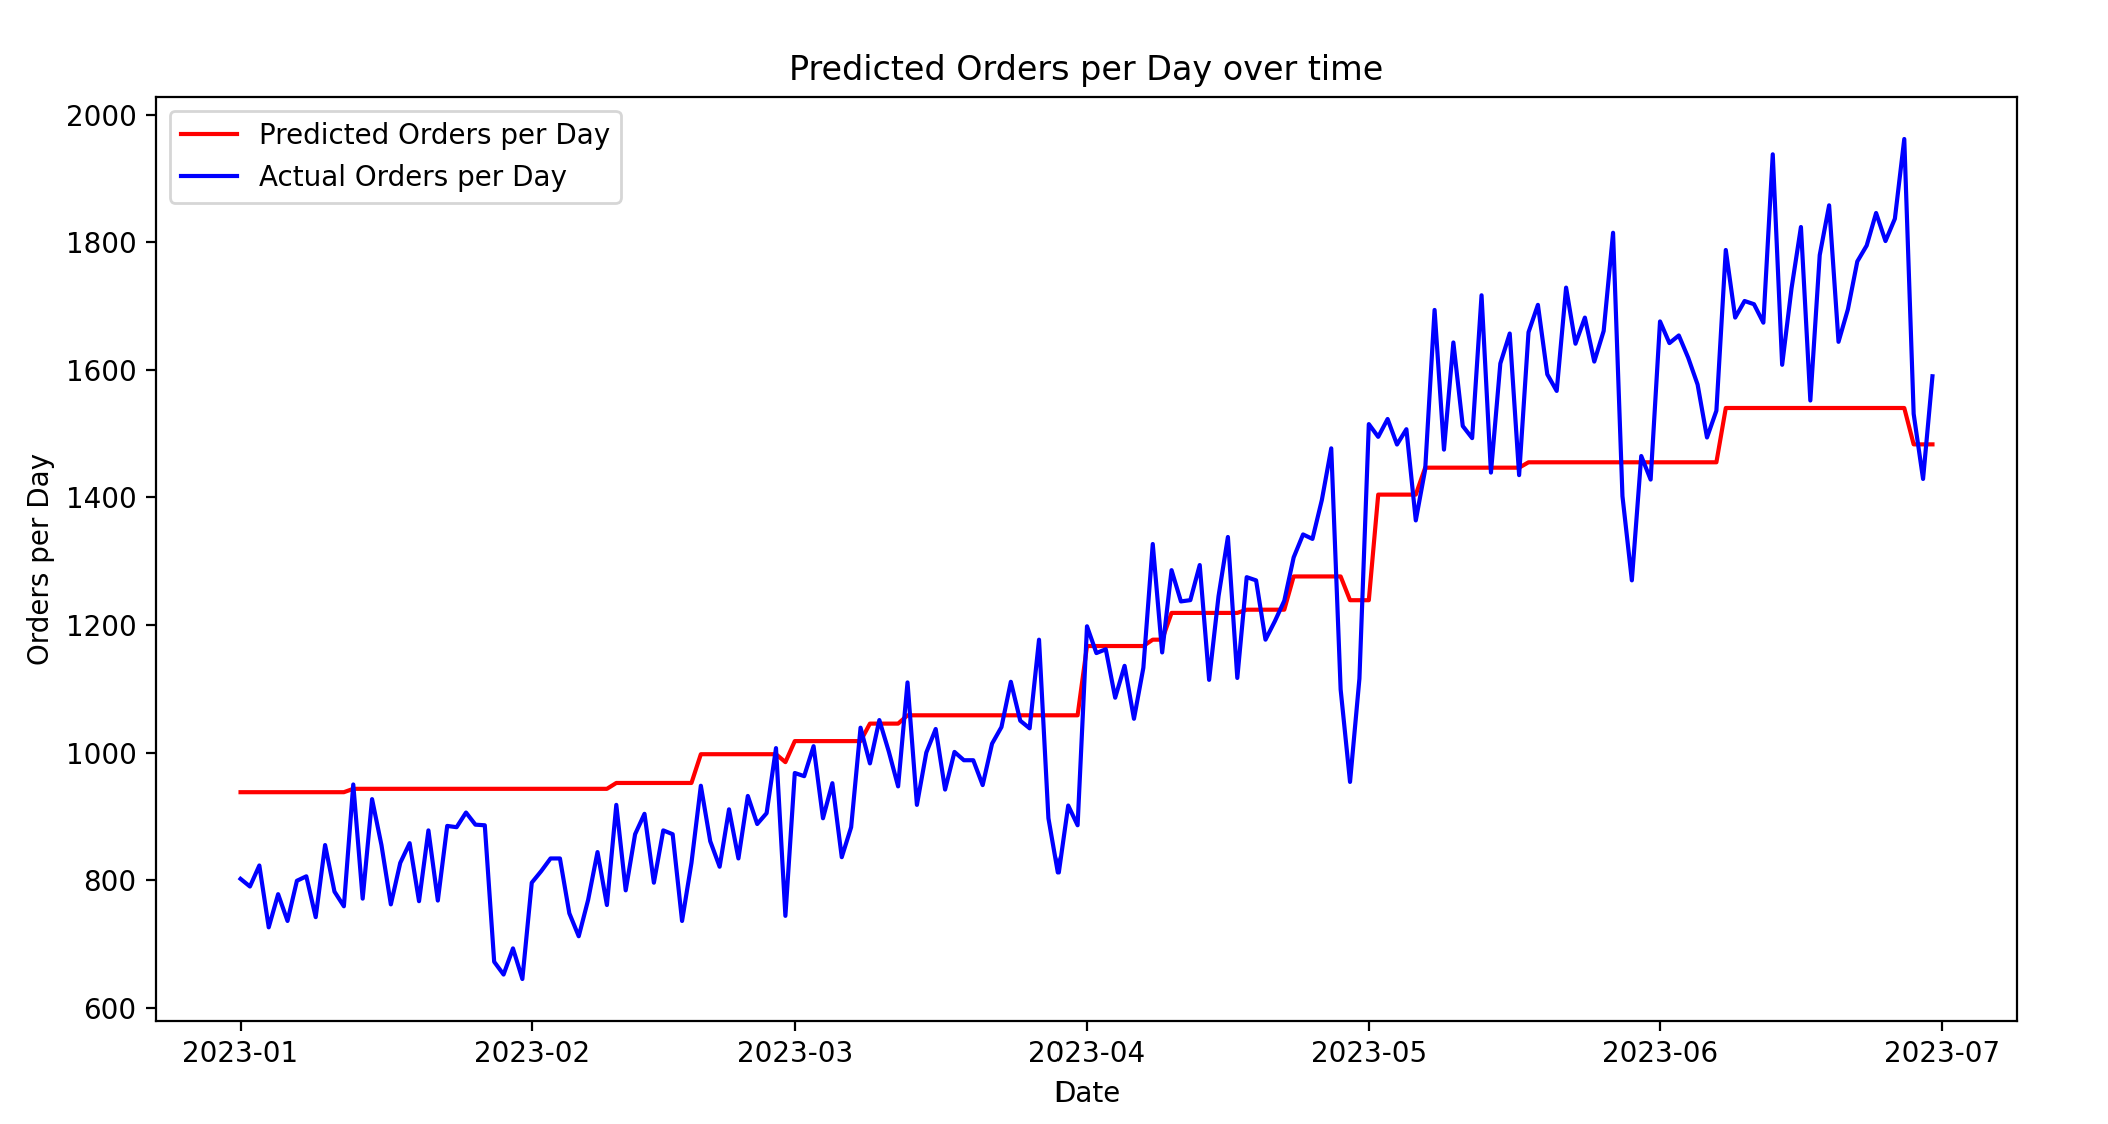 Predicted Orders per Day over time
2000
1800
1600
1400
1200
1000
800
600
Orders per Day
Predicted Orders per Day
Actual Orders per Day
2023-01 2023-02 2023-03 2023-04 2023-05 2023-06 2023-07
Date